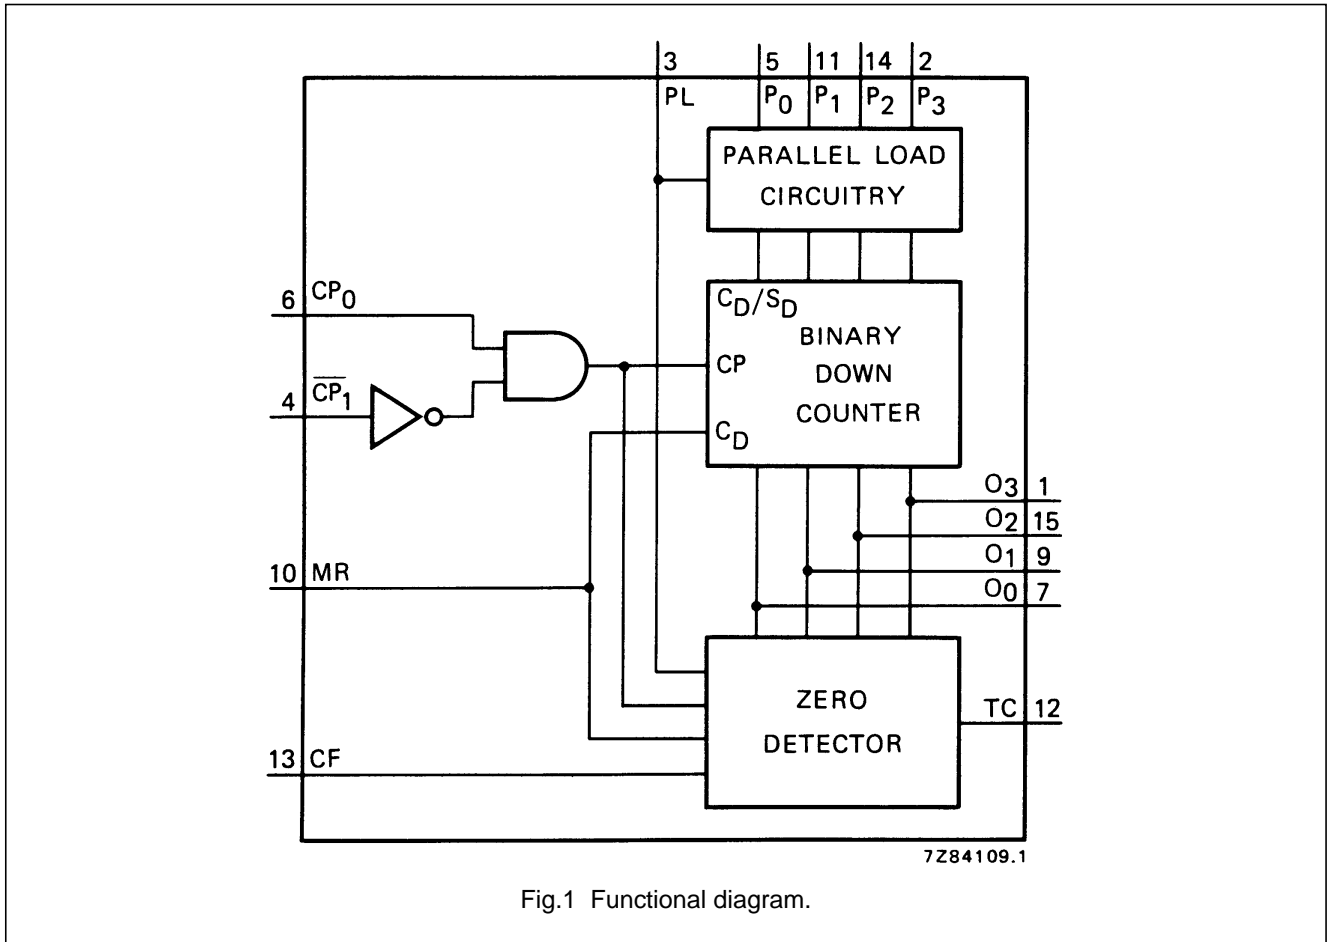 3 5 11 14 2
PL P0 P1 P2 P3
PARALLEL LOAD
CIRCUITRY
6 CP0
CD/SD
BINARY
CP
DOWN
4 C̅P̅1
COUNTER
CD
O3 1
O2 15
O1 9
O0 7
10 MR
ZERO
TC 12
DETECTOR
13 CF
7Z84109.1
Fig.1 Functional diagram.